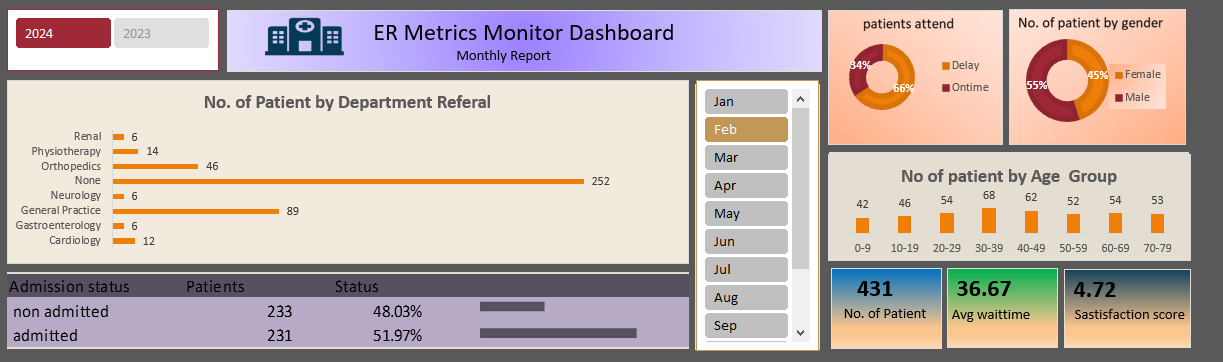 2024
2023
ER Metrics Monitor Dashboard
Monthly Report
patients attend
34%
66%
Delay
Ontime
No. of patient by gender
45%
55%
Female
Male
No. of Patient by Department Referal
Renal 6
Physiotherapy 14
Orthopedics 46
None 252
Neurology 6
General Practice 89
Gastroenterology 6
Cardiology 12
Jan
Feb
Mar
Apr
May
Jun
Jul
Aug
Sep
No of patient by Age Group
42 46 54 68 62 52 54 53
0-9 10-19 20-29 30-39 40-49 50-59 60-69 70-79
Admission status Patients Status
non admitted 233 48.03%
admitted 231 51.97%
431
No. of Patient
36.67
Avg waittime
4.72
Sastisfaction score